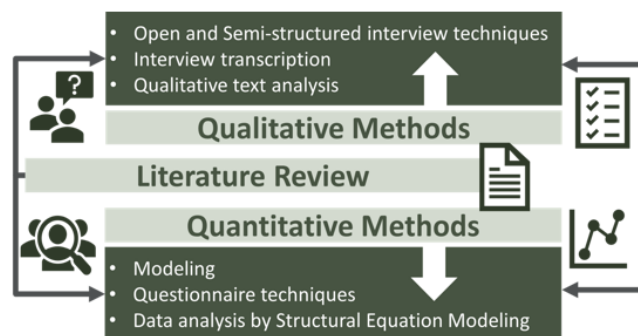 • Open and Semi-structured interview techniques
• Interview transcription
• Qualitative text analysis
?
Qualitative Methods
Literature Review
Quantitative Methods
• Modeling
• Questionnaire techniques
• Data analysis by Structural Equation Modeling